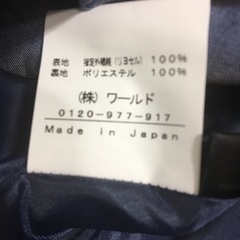 表地 指定外繊維 (リヨセル) 100%
裏地 ポリエステル 100%
(株) ワールド
0120-977-917
Made in Japan